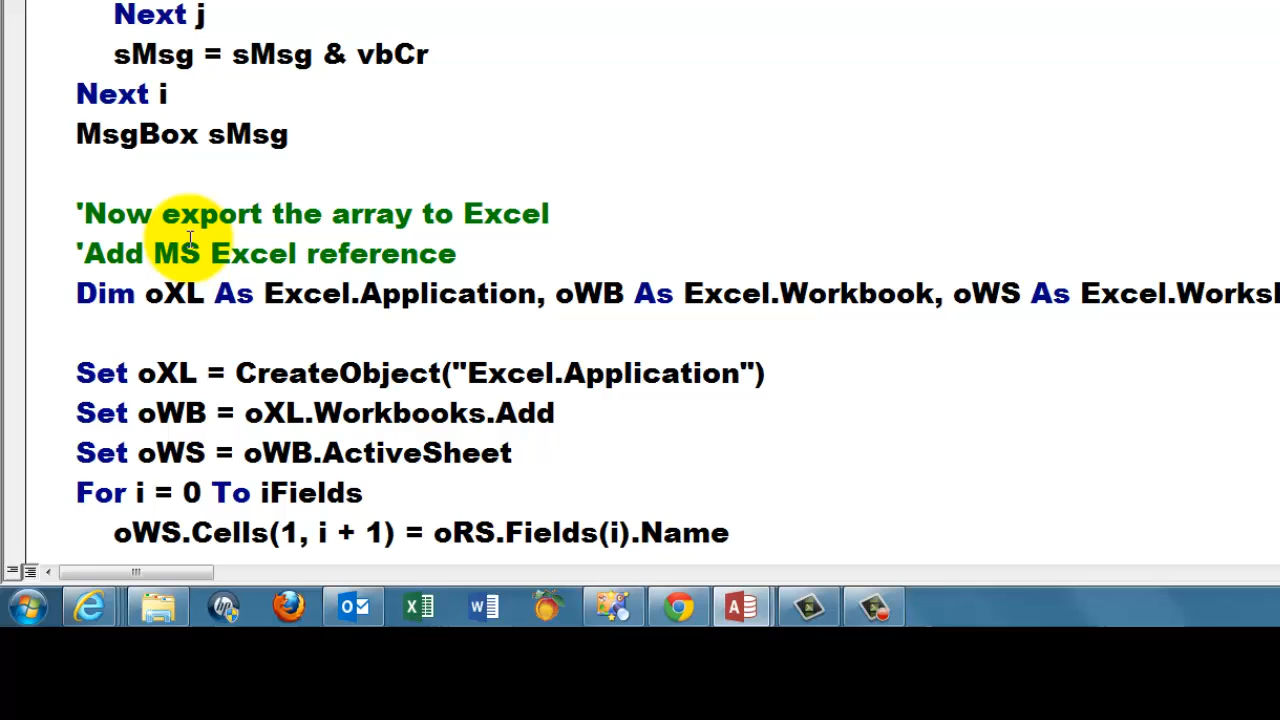 Next j
sMsg = sMsg & vbCr
Next i
MsgBox sMsg
'Now export the array to Excel
'Add MS Excel reference
Dim oXL As Excel.Application, oWB As Excel.Workbook, oWS As Excel.Worksh
Set oXL = CreateObject("Excel.Application")
Set oWB = oXL.Workbooks.Add
Set oWS = oWB.ActiveSheet
For i = 0 To iFields
oWS.Cells(1, i + 1) = oRS.Fields(i).Name